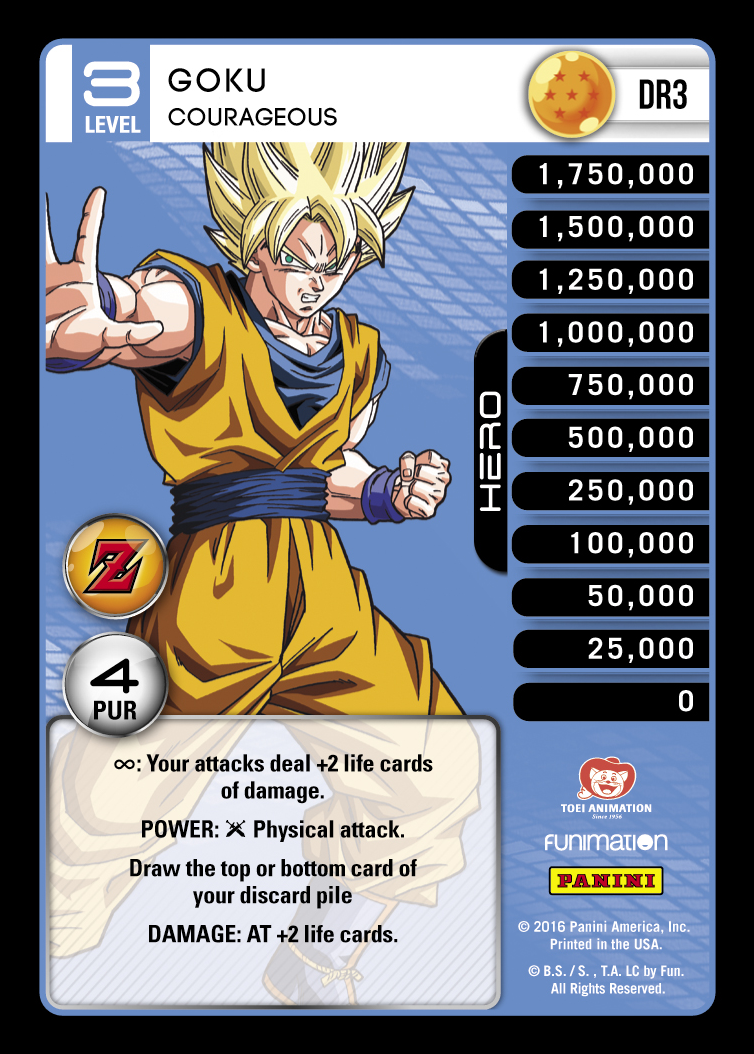 3
LEVEL
GOKU
COURAGEOUS
DR3
1,750,000
1,500,000
1,250,000
1,000,000
750,000
500,000
250,000
100,000
50,000
25,000
0
HERO
Z
4
PUR
∞: Your attacks deal +2 life cards
of damage.
POWER: Physical attack.
Draw the top or bottom card of
your discard pile
DAMAGE: AT +2 life cards.
TOEI ANIMATION
Since 1956
FUNIMATION
PANINI
© 2016 Panini America, Inc.
Printed in the USA.
© B.S. / S. , T.A. LC by Fun.
All Rights Reserved.